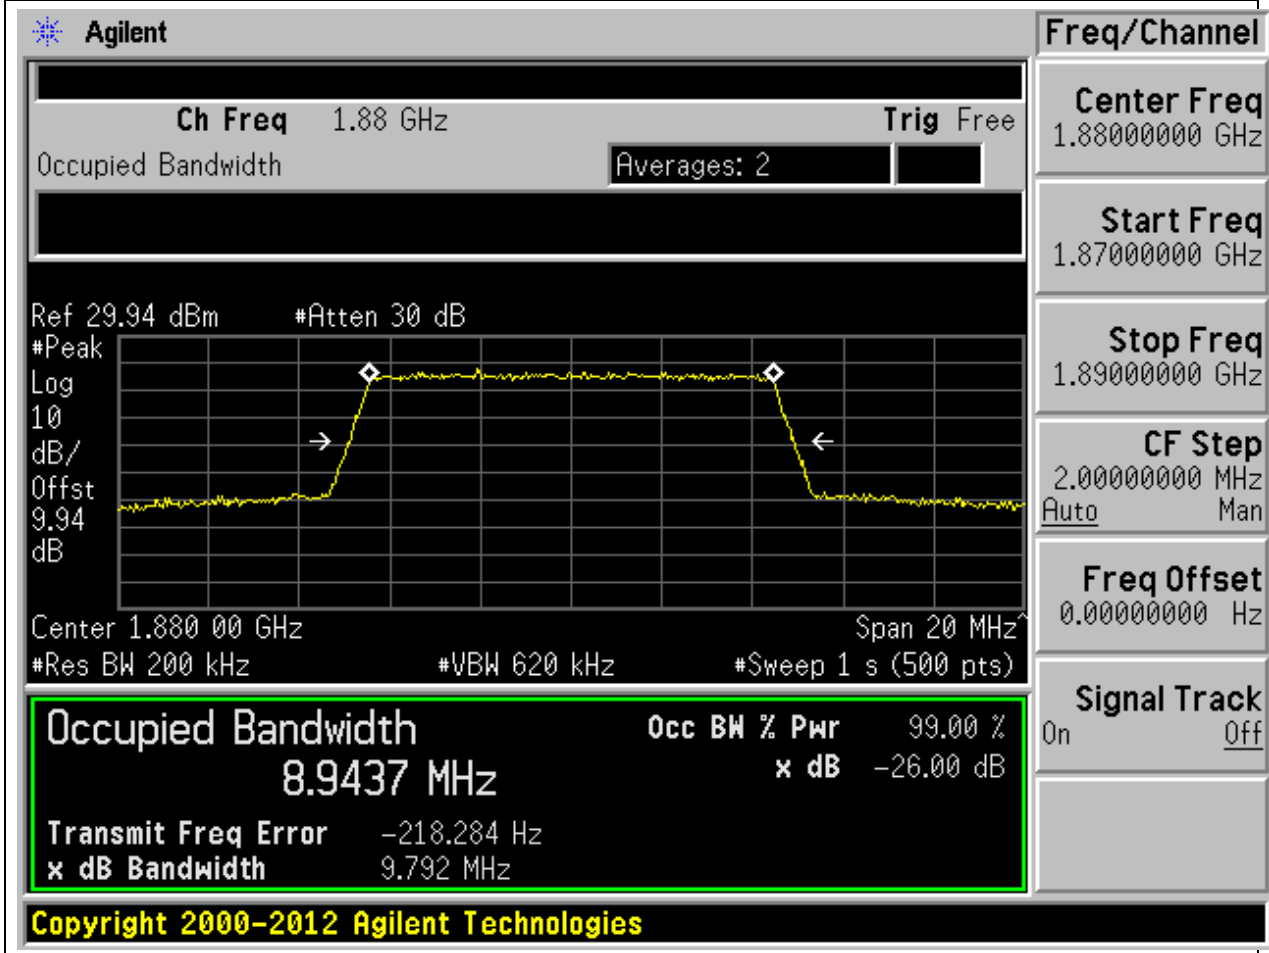 Agilent
Freq/Channel
Ch Freq 1.88 GHz Trig Free
Occupied Bandwidth Averages: 2
Center Freq
1.88000000 GHz
Start Freq
1.87000000 GHz
Stop Freq
1.89000000 GHz
CF Step
2.00000000 MHz
Auto Man
Freq Offset
0.00000000 Hz
Signal Track
On Off
Ref 29.94 dBm #Atten 30 dB
#Peak
Log
10
dB/
Offst
9.94
dB
Center 1.880 00 GHz Span 20 MHz^
#Res BW 200 kHz #VBW 620 kHz #Sweep 1 s (500 pts)
Occupied Bandwidth Occ BW % Pwr 99.00 %
8.9437 MHz x dB -26.00 dB
Transmit Freq Error -218.284 Hz
x dB Bandwidth 9.792 MHz
Copyright 2000-2012 Agilent Technologies